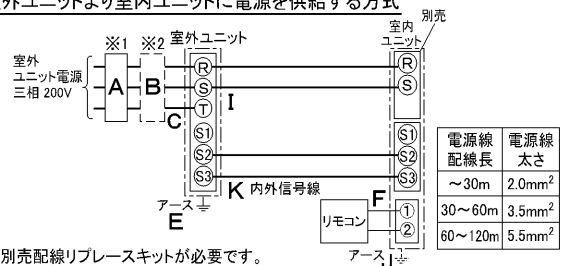 外ユニットより室内ユニットに電源を供給する方式
※1 ※2 室外ユニット
室内
ユニット
別売
室外
ユニット電源
三相 200V
A
B
C
R
S
T
S1
S2
S3
I
R
S
S1
S2
S3
K 内外信号線
アース
E
F
リモコン
1
2
アース
J
電源線
配線長
電源線
太さ
～30m 2.0mm²
30～60m 3.5mm²
60～120m 5.5mm²
別売配線リプレースキットが必要です。